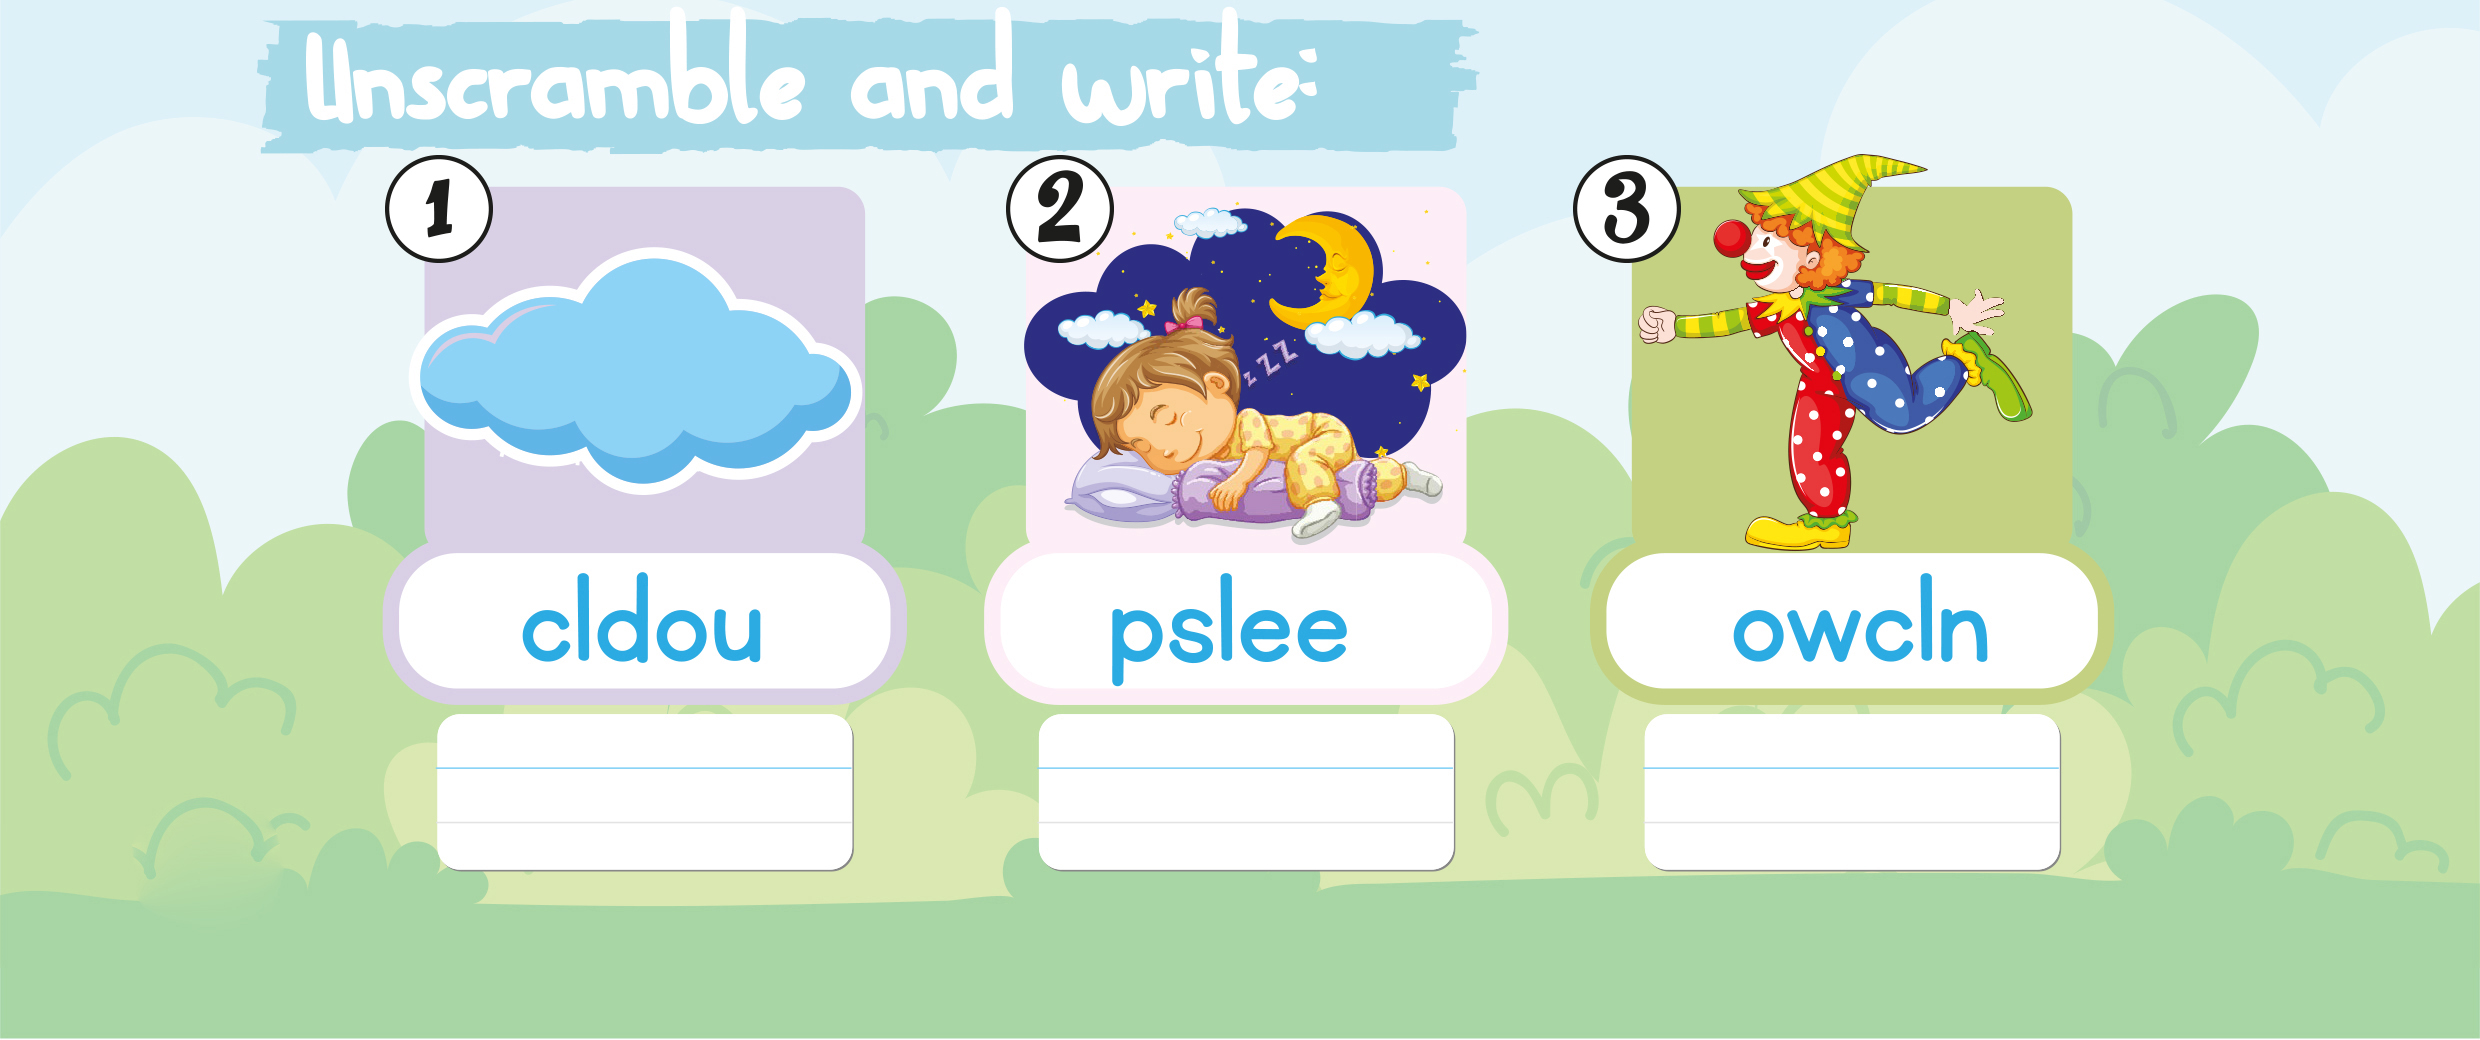 Unscramble and write
1
2
3
z z z
cldou
pslee
owcln